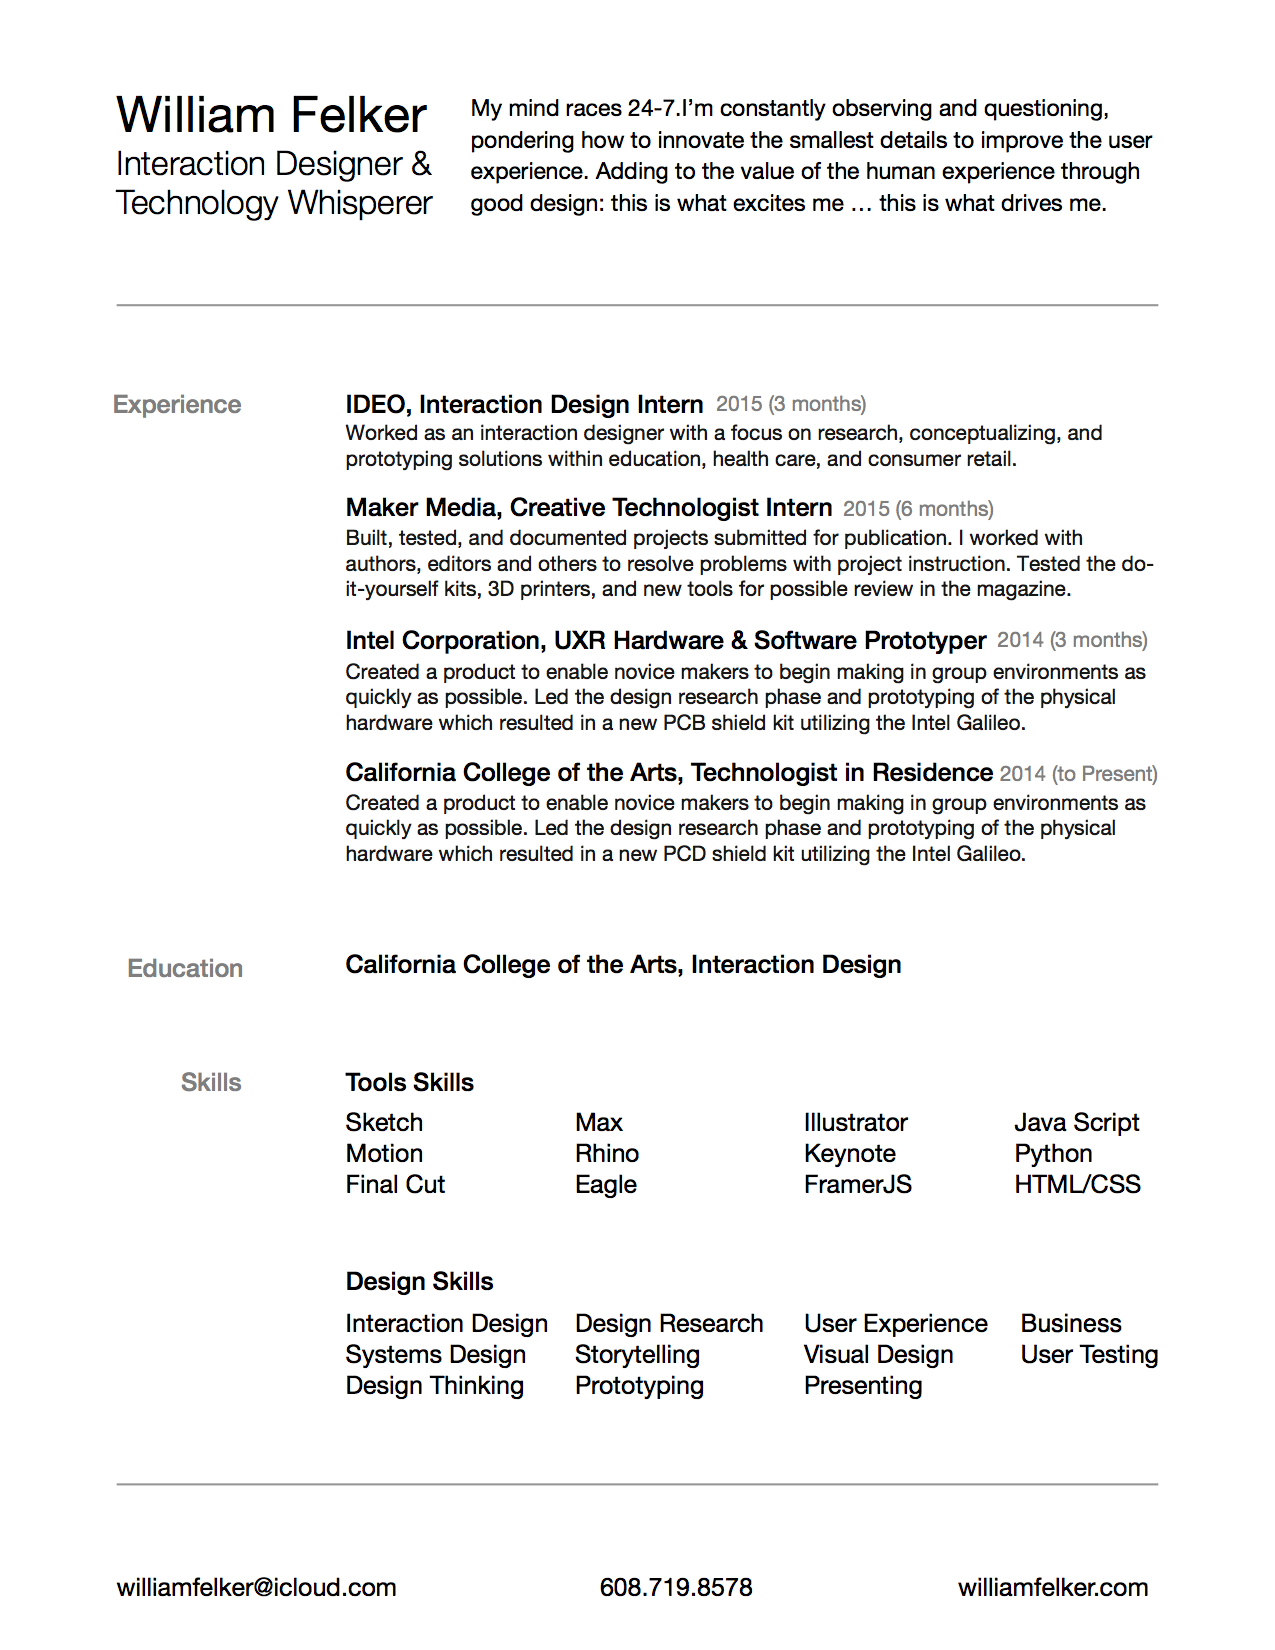 William Felker
Interaction Designer &
Technology Whisperer
My mind races 24-7.I'm constantly observing and questioning,
pondering how to innovate the smallest details to improve the user
experience. Adding to the value of the human experience through
good design: this is what excites me … this is what drives me.
Experience
IDEO, Interaction Design Intern 2015 (3 months)
Worked as an interaction designer with a focus on research, conceptualizing, and
prototyping solutions within education, health care, and consumer retail.
Maker Media, Creative Technologist Intern 2015 (6 months)
Built, tested, and documented projects submitted for publication. I worked with
authors, editors and others to resolve problems with project instruction. Tested the do-
it-yourself kits, 3D printers, and new tools for possible review in the magazine.
Intel Corporation, UXR Hardware & Software Prototyper 2014 (3 months)
Created a product to enable novice makers to begin making in group environments as
quickly as possible. Led the design research phase and prototyping of the physical
hardware which resulted in a new PCB shield kit utilizing the Intel Galileo.
California College of the Arts, Technologist in Residence 2014 (to Present)
Created a product to enable novice makers to begin making in group environments as
quickly as possible. Led the design research phase and prototyping of the physical
hardware which resulted in a new PCD shield kit utilizing the Intel Galileo.
Education
California College of the Arts, Interaction Design
Skills
Tools Skills
Sketch Max Illustrator Java Script
Motion Rhino Keynote Python
Final Cut Eagle FramerJS HTML/CSS
Design Skills
Interaction Design Design Research User Experience Business
Systems Design Storytelling Visual Design User Testing
Design Thinking Prototyping Presenting
williamfelker@icloud.com 608.719.8578 williamfelker.com